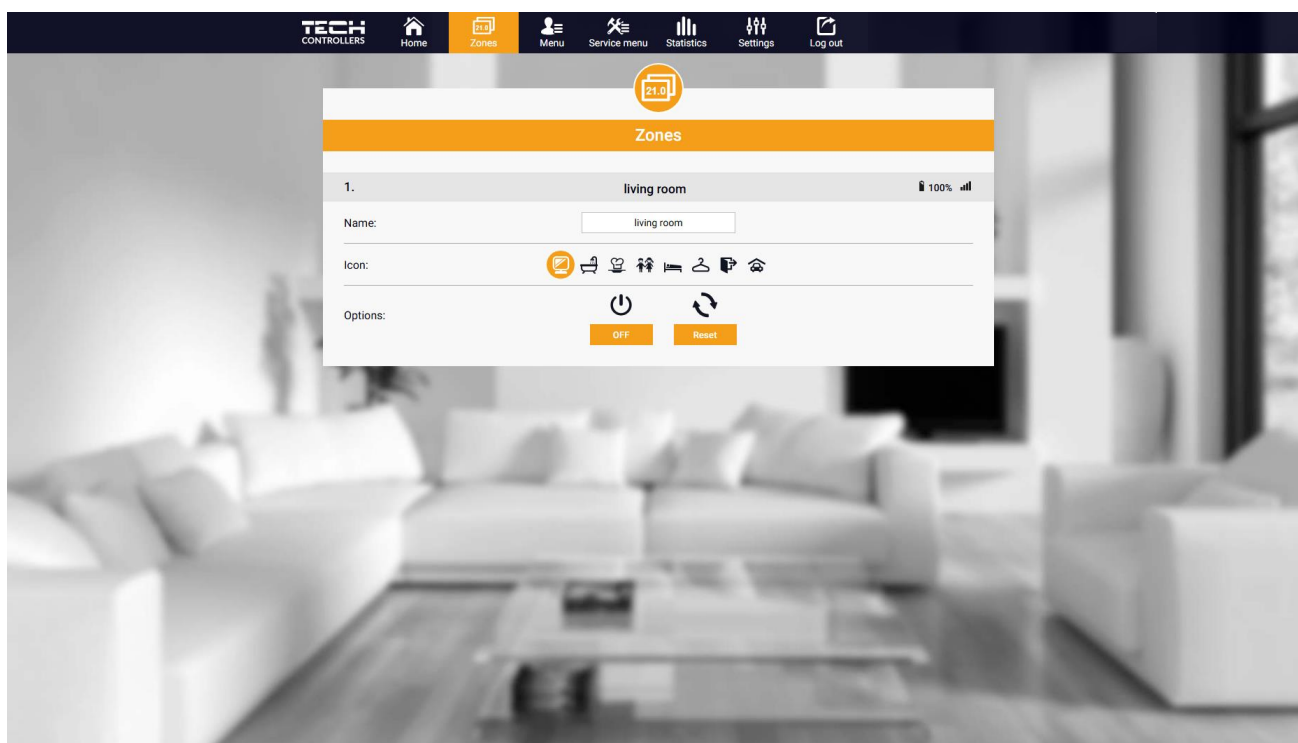 TECH
CONTROLLERS
Home
21.0
Zones
Menu
Service menu
Statistics
Settings
Log out
21.0
Zones
1.
living room
100%
Name:
living room
Icon:
Options:
OFF
Reset